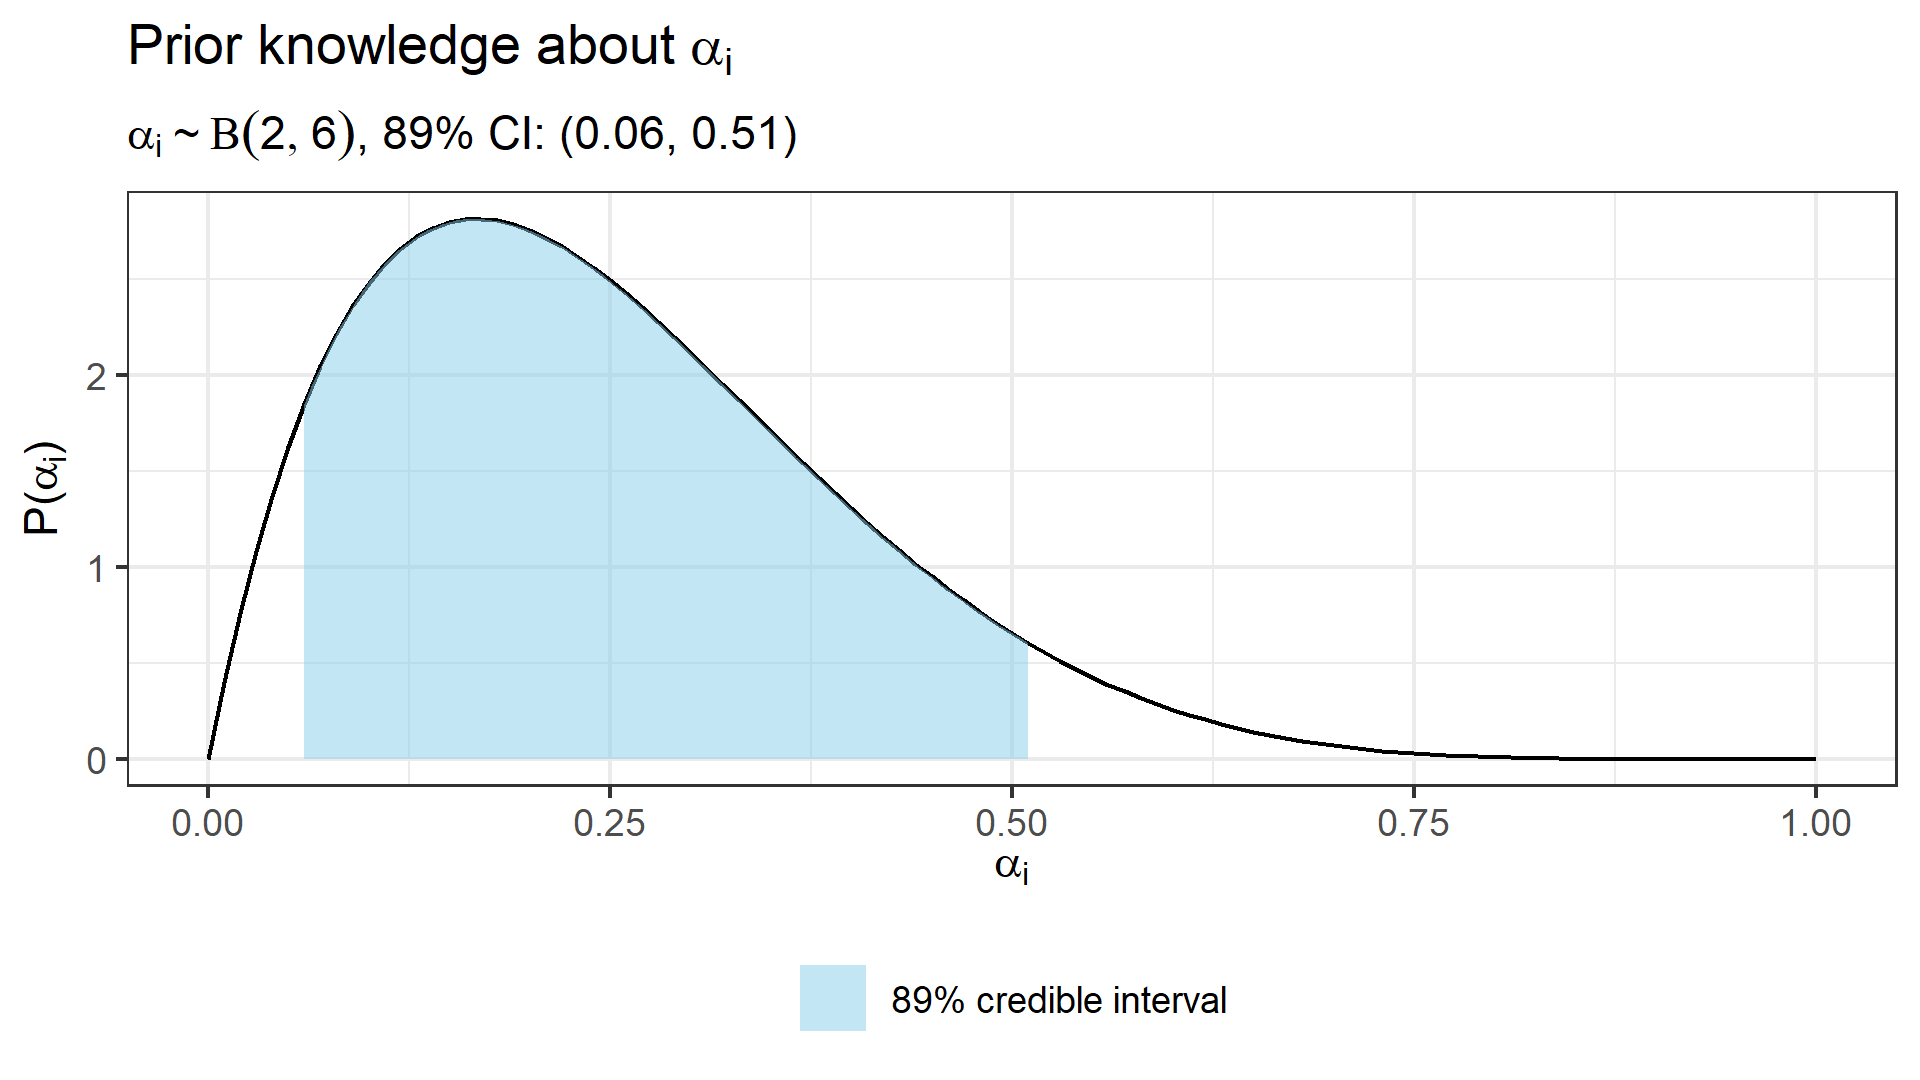 Prior knowledge about αi
αi ~ Β(2, 6), 89% CI: (0.06, 0.51)
P(αi)
2
1
0
0.00 0.25 0.50 0.75 1.00
αi
89% credible interval